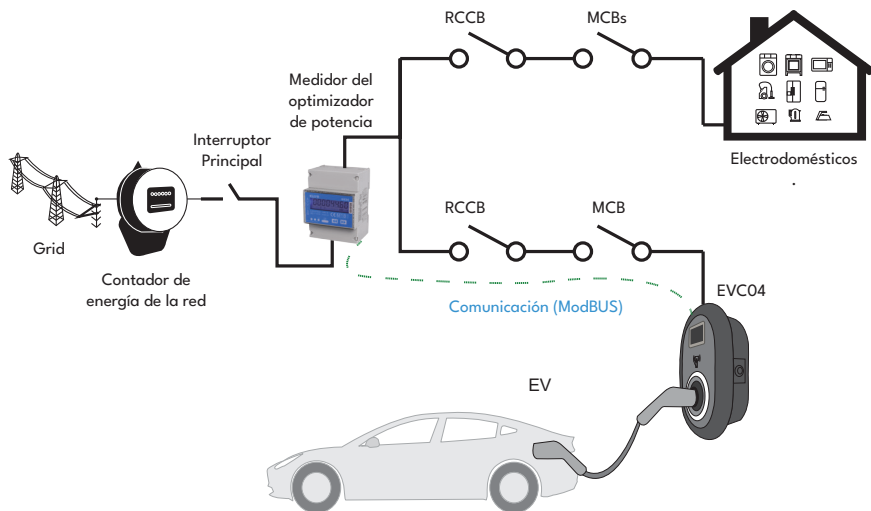 RCCB
MCBs
Medidor del
optimizador
de potencia
Interruptor
Principal
Electrodomésticos
.
Grid
RCCB
MCB
Contador de
energía de la red
EVC04
Comunicación (ModBUS)
EV